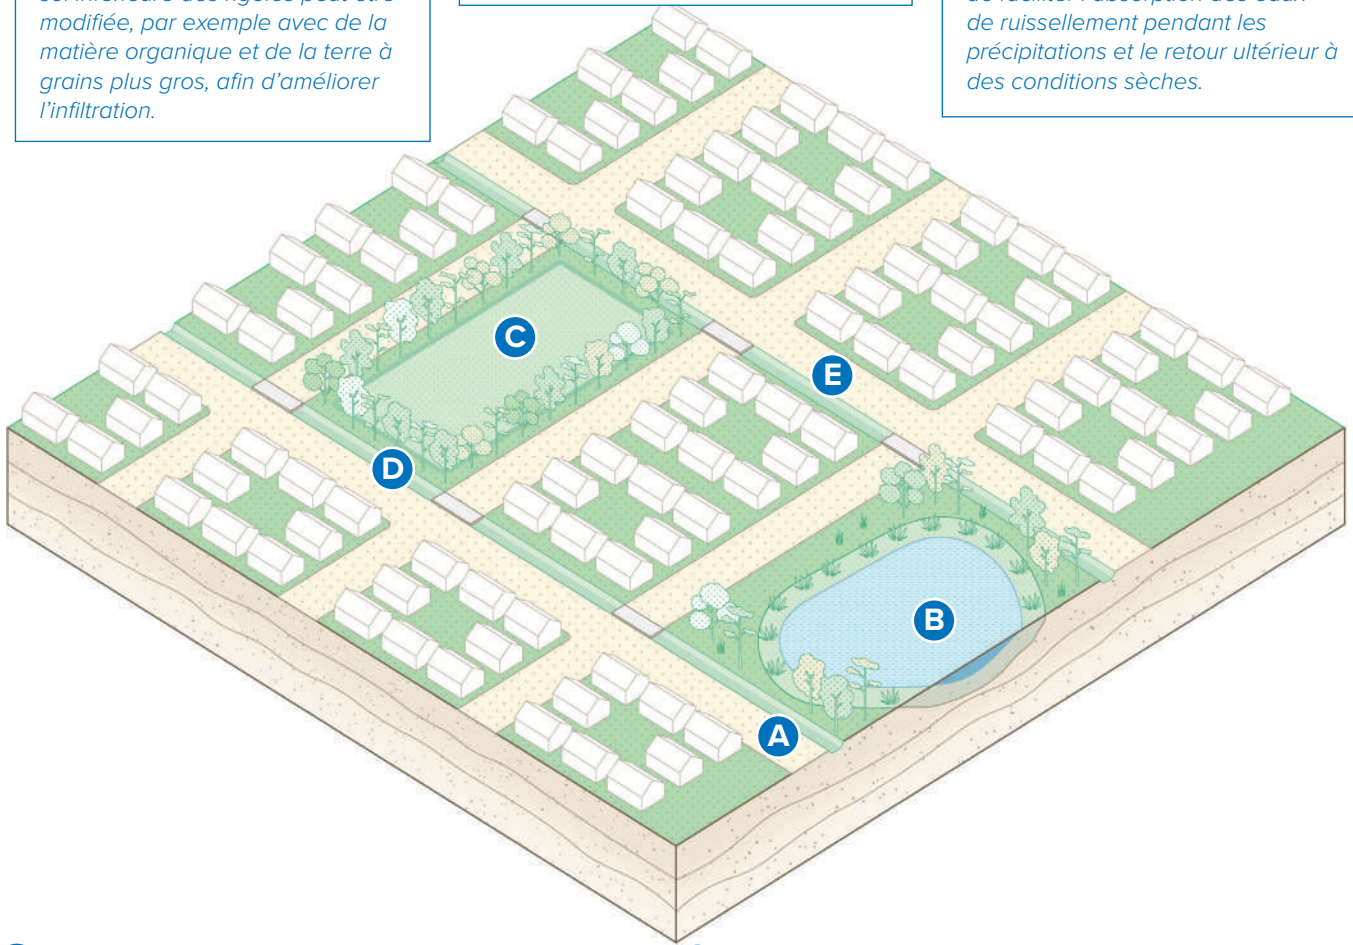 modifiée, par exemple avec de la
matière organique et de la terre à
grains plus gros, afin d’améliorer
l’infiltration.
de ruissellement pendant les
précipitations et le retour ultérieur à
des conditions sèches.
C
E
D
B
A